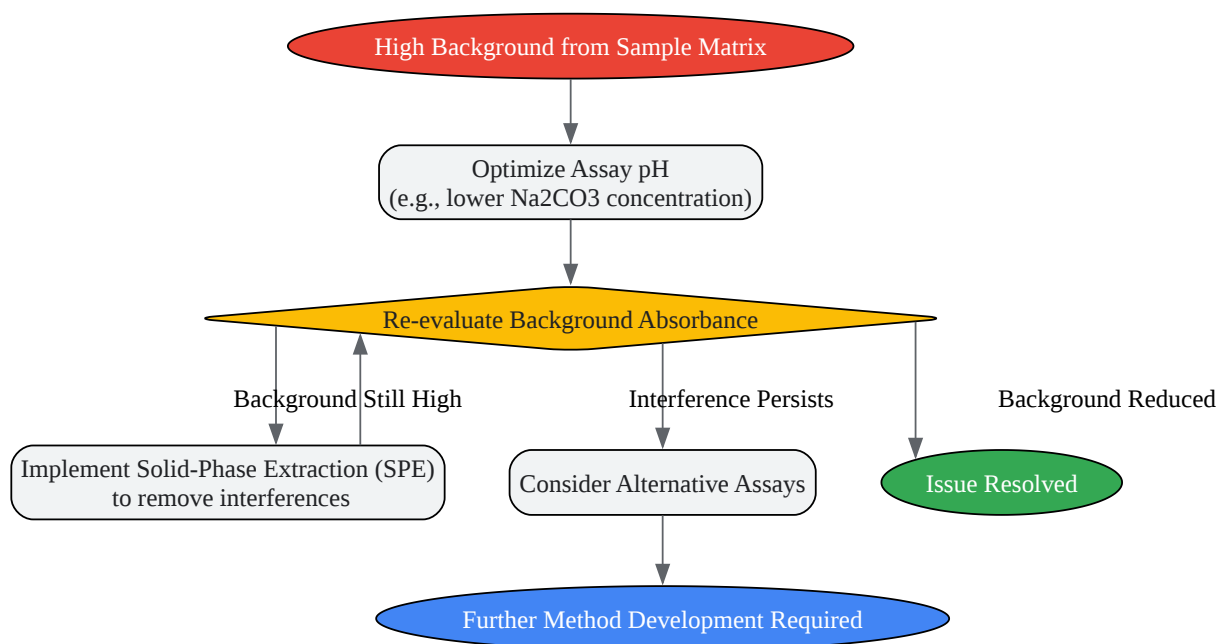 High Background from Sample Matrix
Optimize Assay pH
(e.g., lower Na2CO3 concentration)
Re-evaluate Background Absorbance
Background Still High
Interference Persists
Background Reduced
Implement Solid-Phase Extraction (SPE)
to remove interferences
Consider Alternative Assays
Issue Resolved
Further Method Development Required